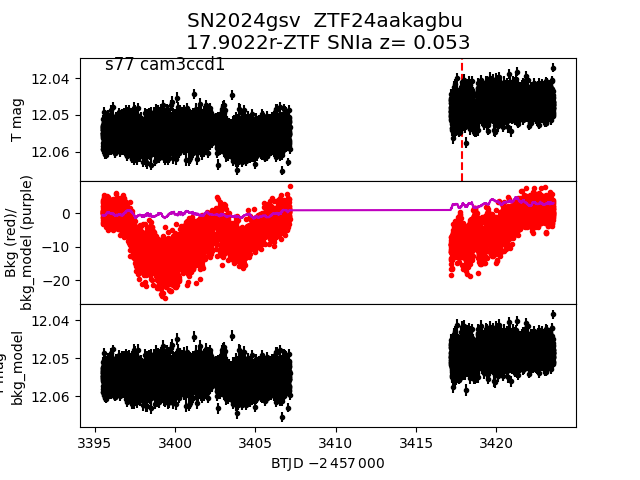 SN2024gsv  ZTF24aakagbu
17.9022r-ZTF SNIa z= 0.053
s77 cam3ccd1
12.04
12.05
12.06
T mag
0
−10
−20
Bkg (red)/
bkg_model (purple)
12.04
12.05
12.06
mag
bkg_model
3395
3400
3405
3410
3415
3420
BTJD −2 457 000